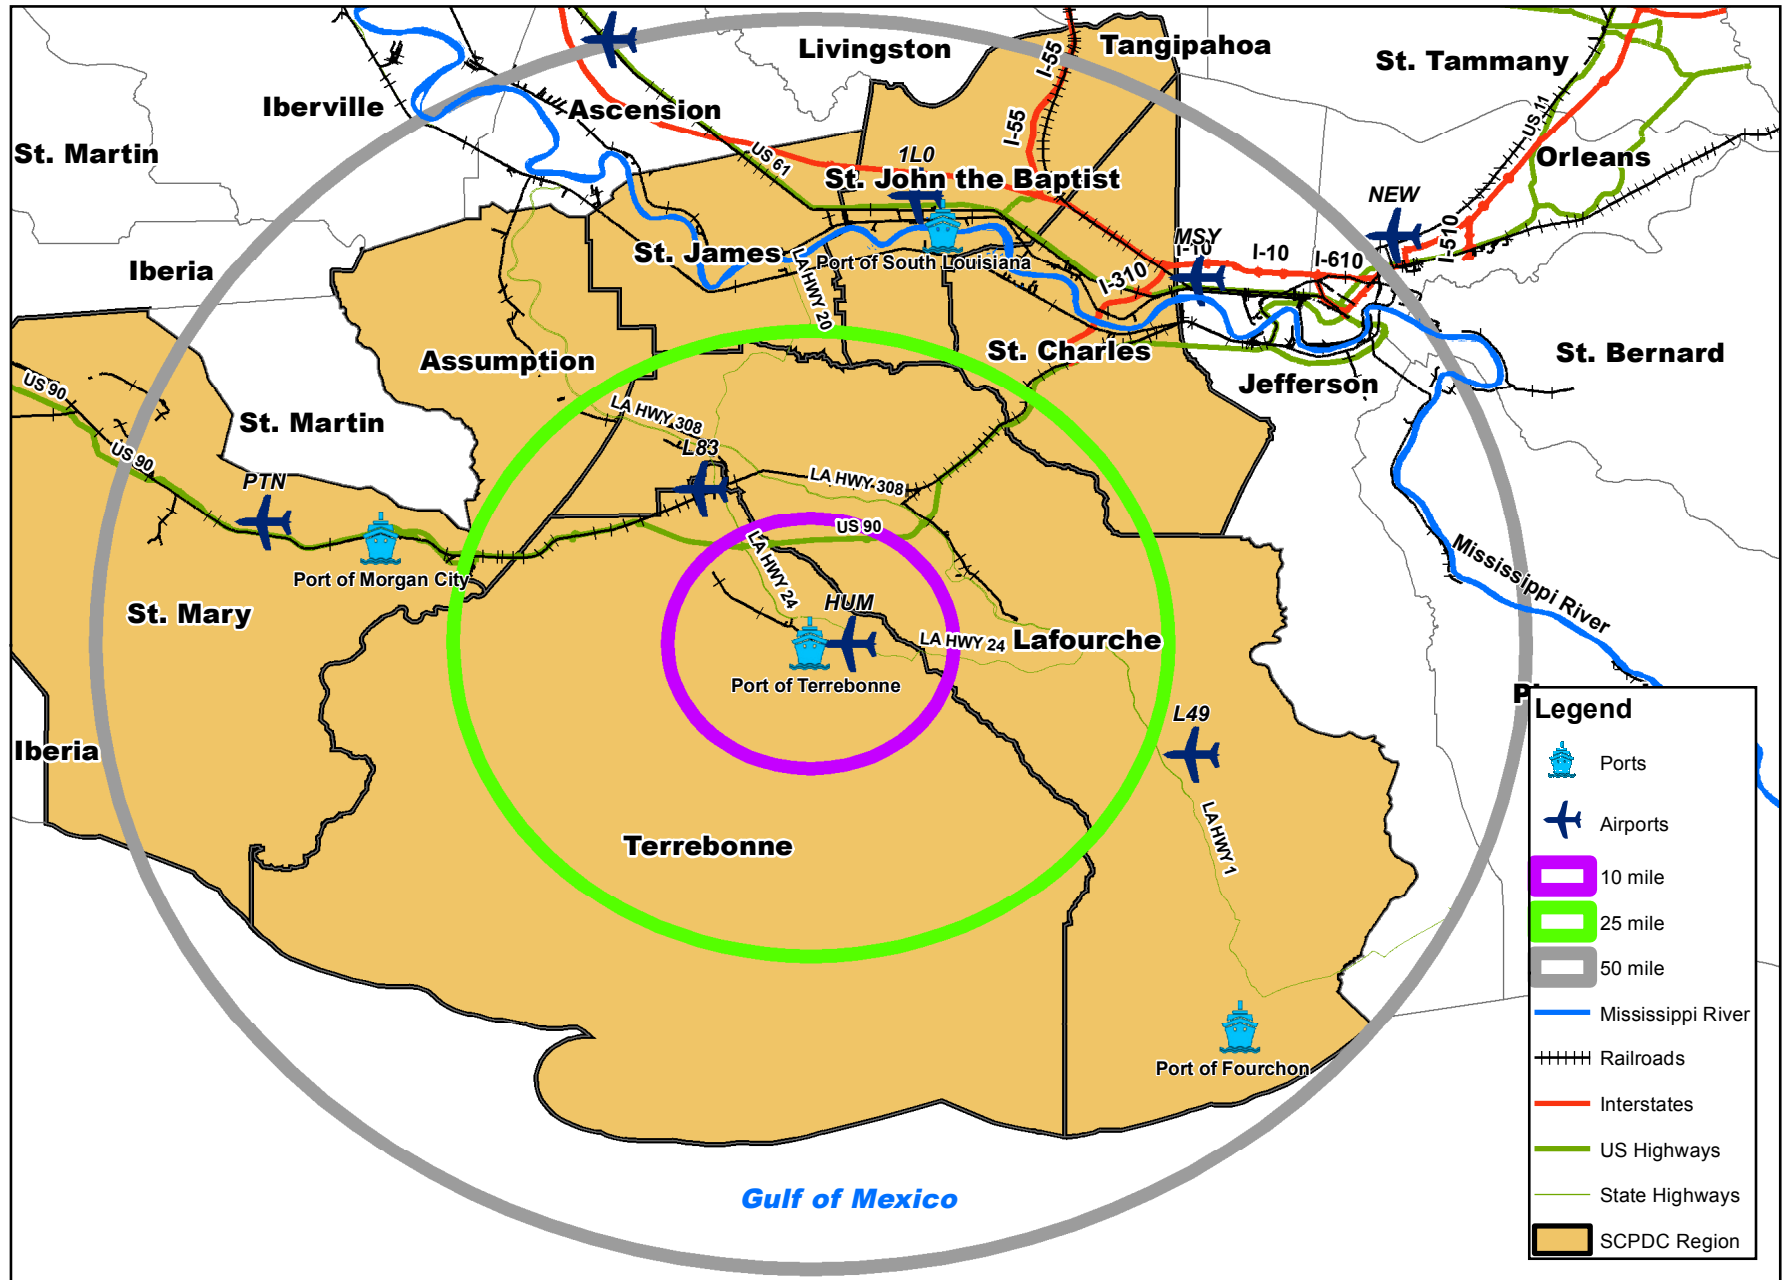 Livingston
Tangipahoa
St. Tammany
I-55
Iberville
Ascension
US 11
St. Martin
I-55
US 61
1L0
Orleans
St. John the Baptist
NEW
St. James
MSY
I-10
I-10
I-610
I-510
Iberia
LA HWY 20
Port of South Louisiana
I-310
Assumption
St. Charles
St. Bernard
Jefferson
US 90
St. Martin
LA HWY 308
L83
US 90
PTN
LA HWY 308
US 90
Mississippi River
Port of Morgan City
LA HWY 24
St. Mary
HUM
LA HWY 24
Lafourche
Port of Terrebonne
L49
Iberia
LA HWY 1
Terrebonne
Port of Fourchon
Gulf of Mexico
Legend
Ports
Airports
10 mile
25 mile
50 mile
Mississippi River
Railroads
Interstates
US Highways
State Highways
SCPDC Region